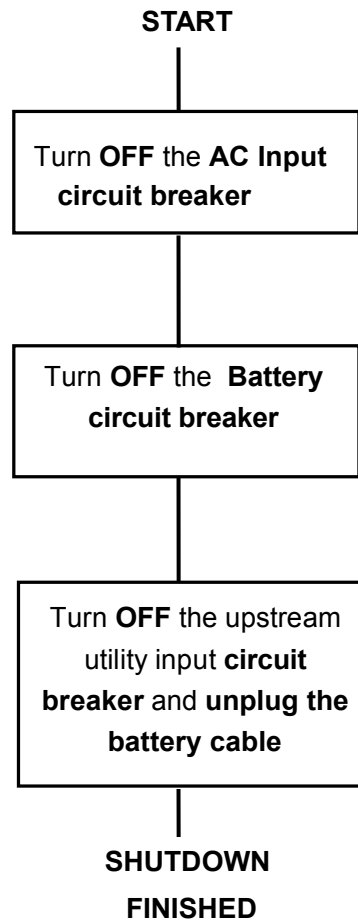 START
Turn OFF the AC Input
circuit breaker
Turn OFF the Battery
circuit breaker
Turn OFF the upstream
utility input circuit
breaker and unplug the
battery cable
SHUTDOWN
FINISHED